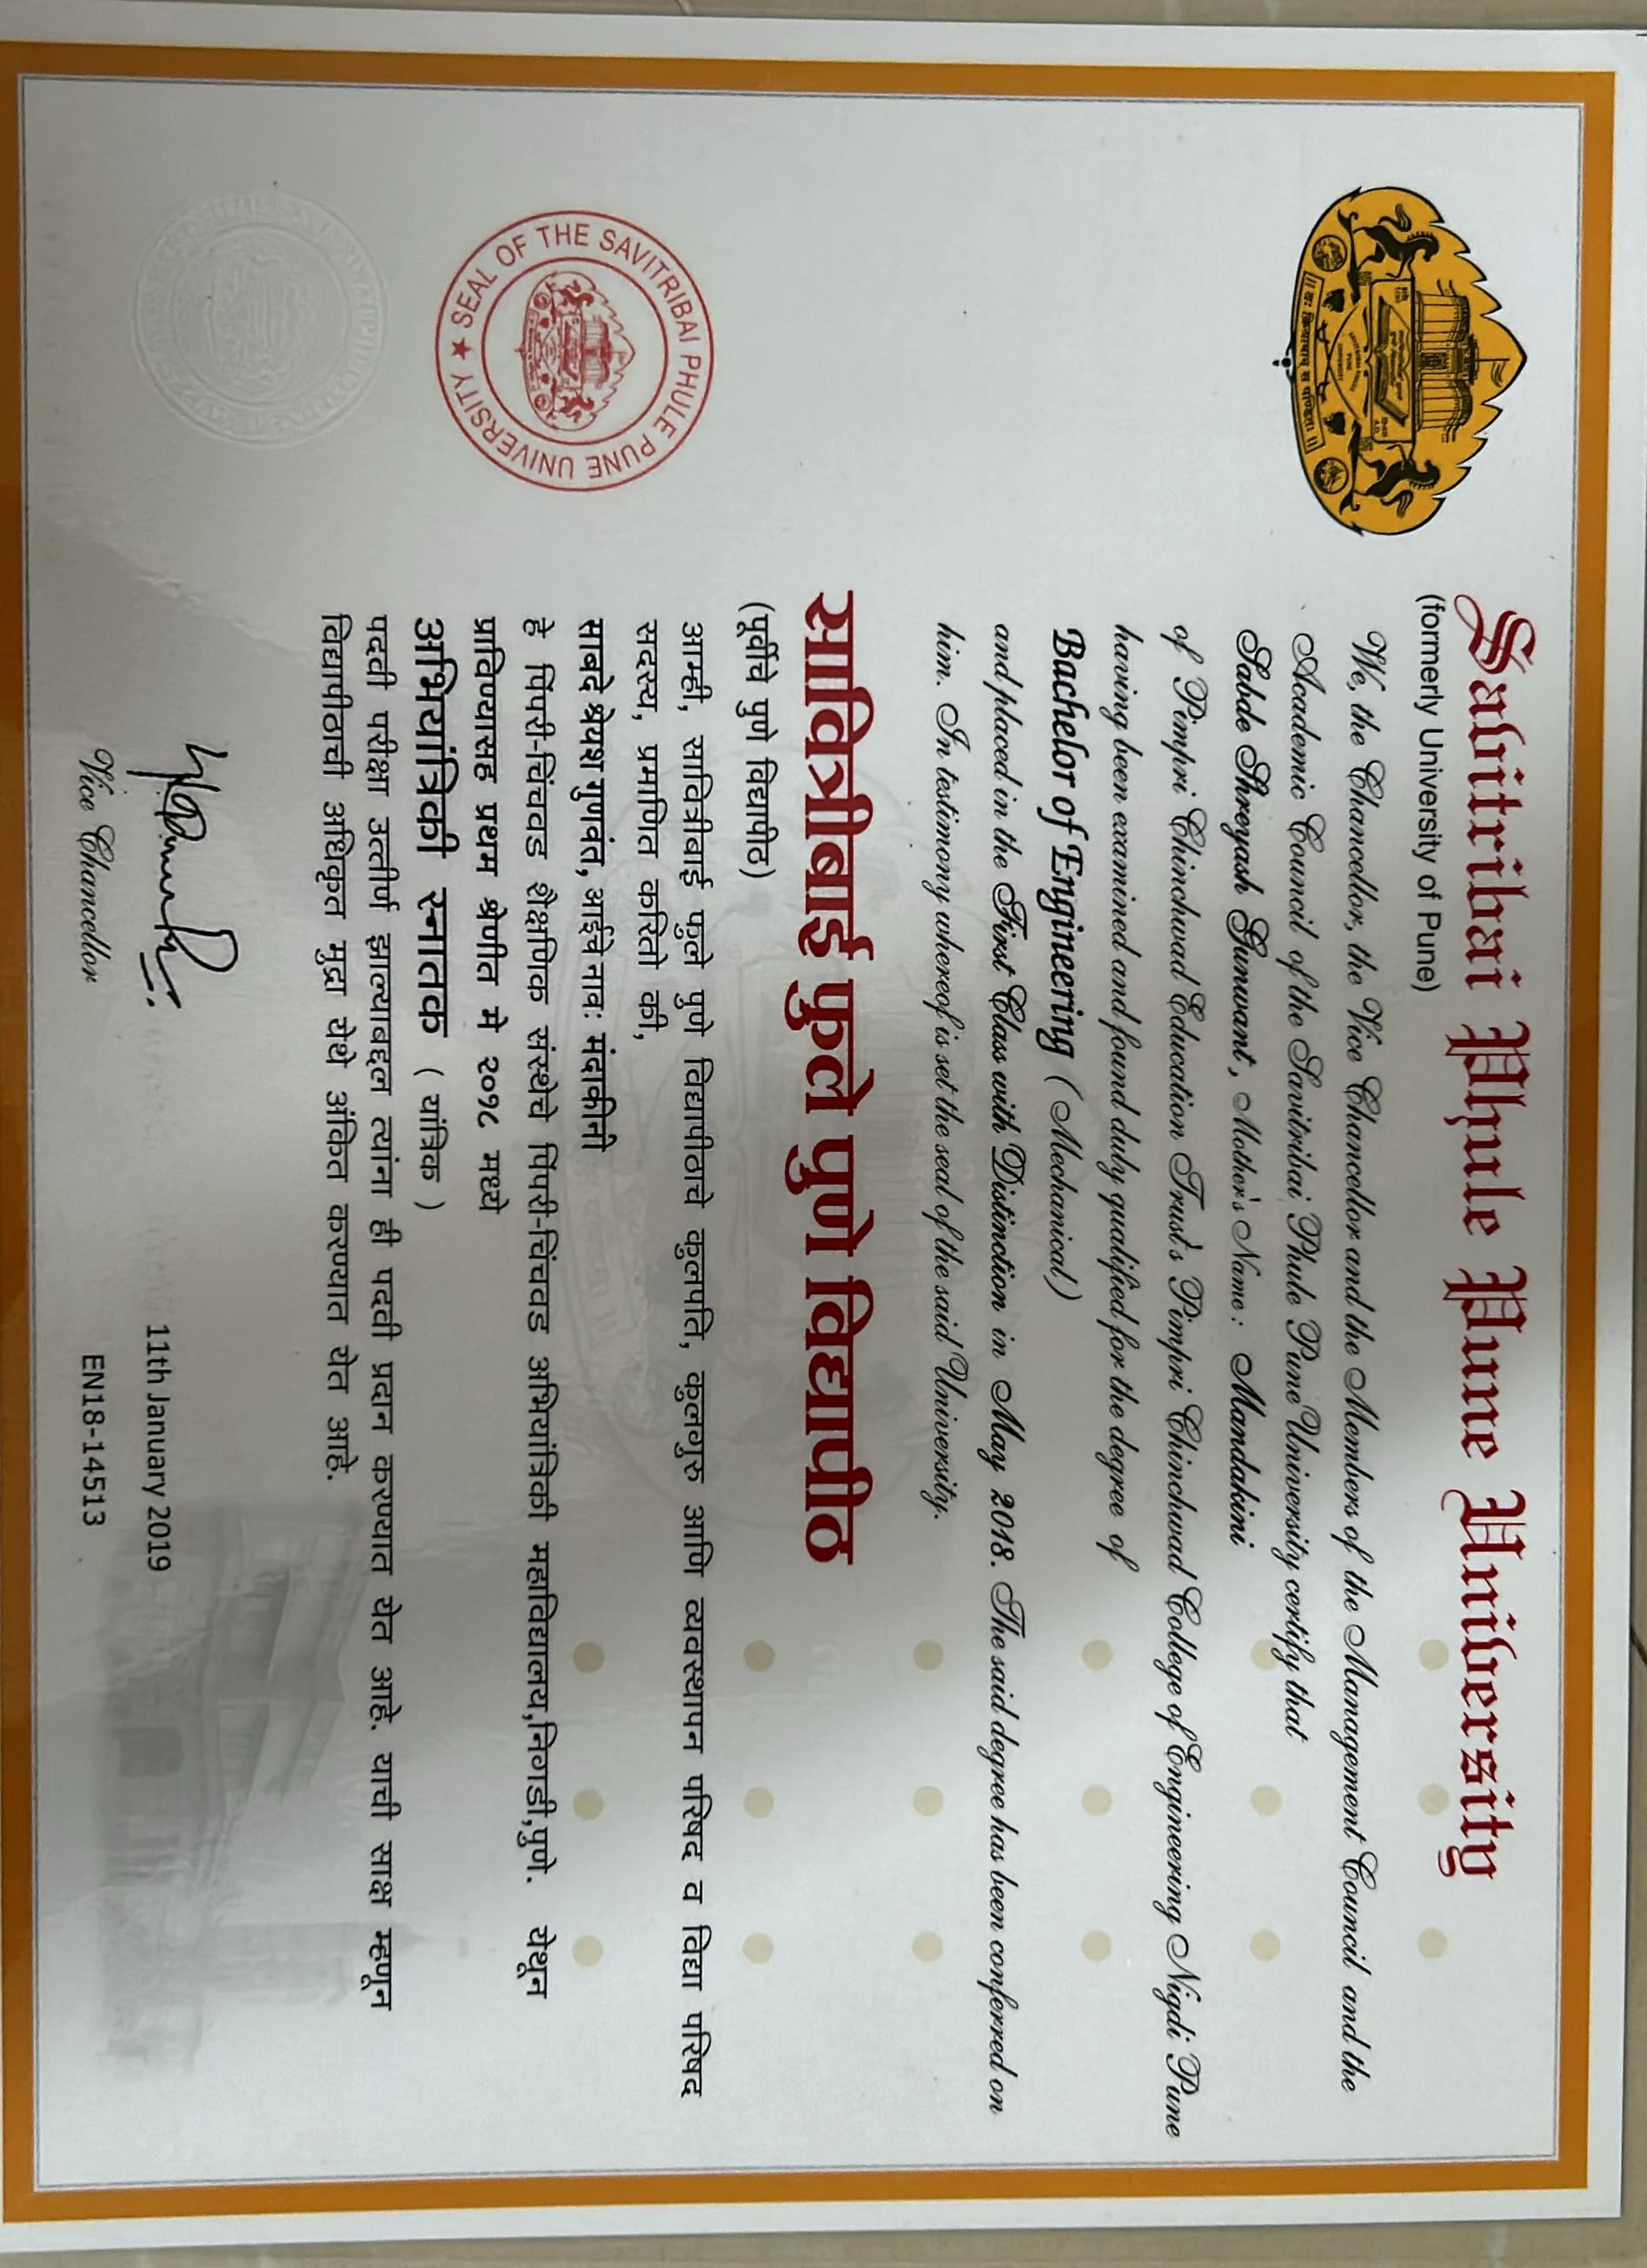 Savitribai Phule Pune University
(formerly University of Pune)
We, the Chancellor, the Vice Chancellor and the Members of the Management Council and the
Academic Council of the Savitribai Phule Pune University certify that
Sabde Shreyash Gunwant, Mother's Name : Mandakini
of Pimpri Chinchwad Education Trust's Pimpri Chinchwad College of Engineering Nigdi Pune
having been examined and found duly qualified for the degree of
Bachelor of Engineering ( Mechanical)
and placed in the First Class with Distinction in May 2018. The said degree has been conferred on
him. In testimony whereof is set the seal of the said University.
सावित्रीबाई फुले पुणे विद्यापीठ
(पूर्वीचे पुणे विद्यापीठ)
आम्ही, सावित्रीबाई फुले पुणे विद्यापीठाचे कुलपति, कुलगुरु आणि व्यवस्थापन परिषद व विद्या परिषद
सदस्य, प्रमाणित करितो की,
साबदे श्रेयश गुणवंत, आईचे नावः मंदाकीनी
हे पिंपरी-चिंचवड शैक्षणिक संस्थेचे पिंपरी-चिंचवड अभियांत्रिकी महाविद्यालय,निगडी,पुणे. येथून
प्राविण्यासह प्रथम श्रेणीत मे २०१८ मध्ये
अभियांत्रिकी स्नातक ( यांत्रिक )
पदवी परीक्षा उत्तीर्ण झाल्याबद्दल त्यांना ही पदवी प्रदान करण्यात येत आहे. याची साक्ष म्हणून
विद्यापीठाची अधिकृत मुद्रा येथे अंकित करण्यात येत आहे.
SEAL OF THE SAVITRIBAI PHULE PUNE UNIVERSITY
SAVITRIBAI PHULE
PUNE
UNIVERSITY
॥ यः क्रियावान् स पण्डितः ॥
Vice Chancellor
11th January 2019
EN18-14513